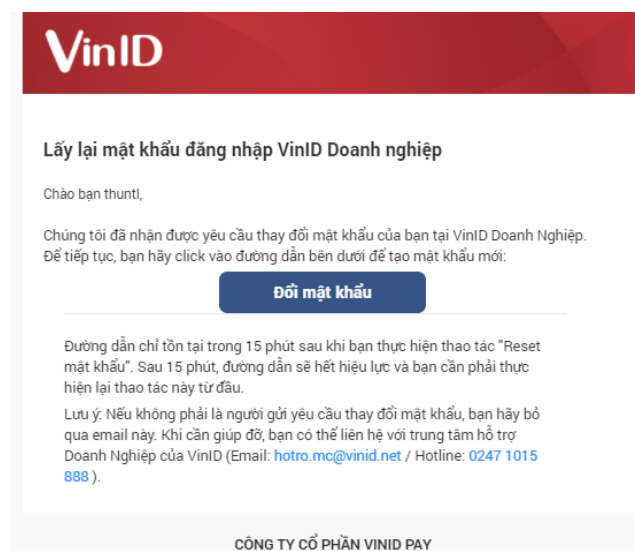 VinID
Lấy lại mật khẩu đăng nhập VinID Doanh nghiệp
Chào bạn thuntl,
Chúng tôi đã nhận được yêu cầu thay đổi mật khẩu của bạn tại VinID Doanh Nghiệp.
Để tiếp tục, bạn hãy click vào đường dẫn bên dưới để tạo mật khẩu mới:
Đổi mật khẩu
Đường dẫn chỉ tồn tại trong 15 phút sau khi bạn thực hiện thao tác "Reset
mật khẩu". Sau 15 phút, đường dẫn sẽ hết hiệu lực và bạn cần phải thực
hiện lại thao tác này từ đầu.
Lưu ý: Nếu không phải là người gửi yêu cầu thay đổi mật khẩu, bạn hãy bỏ
qua email này. Khi cần giúp đỡ, bạn có thể liên hệ với trung tâm hỗ trợ
Doanh Nghiệp của VinID (Email: hotro.mc@vinid.net / Hotline: 0247 1015
888 ).
CÔNG TY CỔ PHẦN VINID PAY